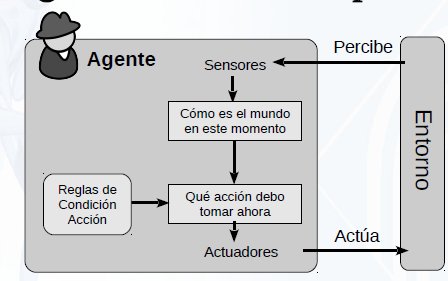 Agente
Sensores
Percibe
Cómo es el mundo
en este momento
Reglas de
Condición
Acción
Qué acción debo
tomar ahora
Actuadores
Actúa
Entorno